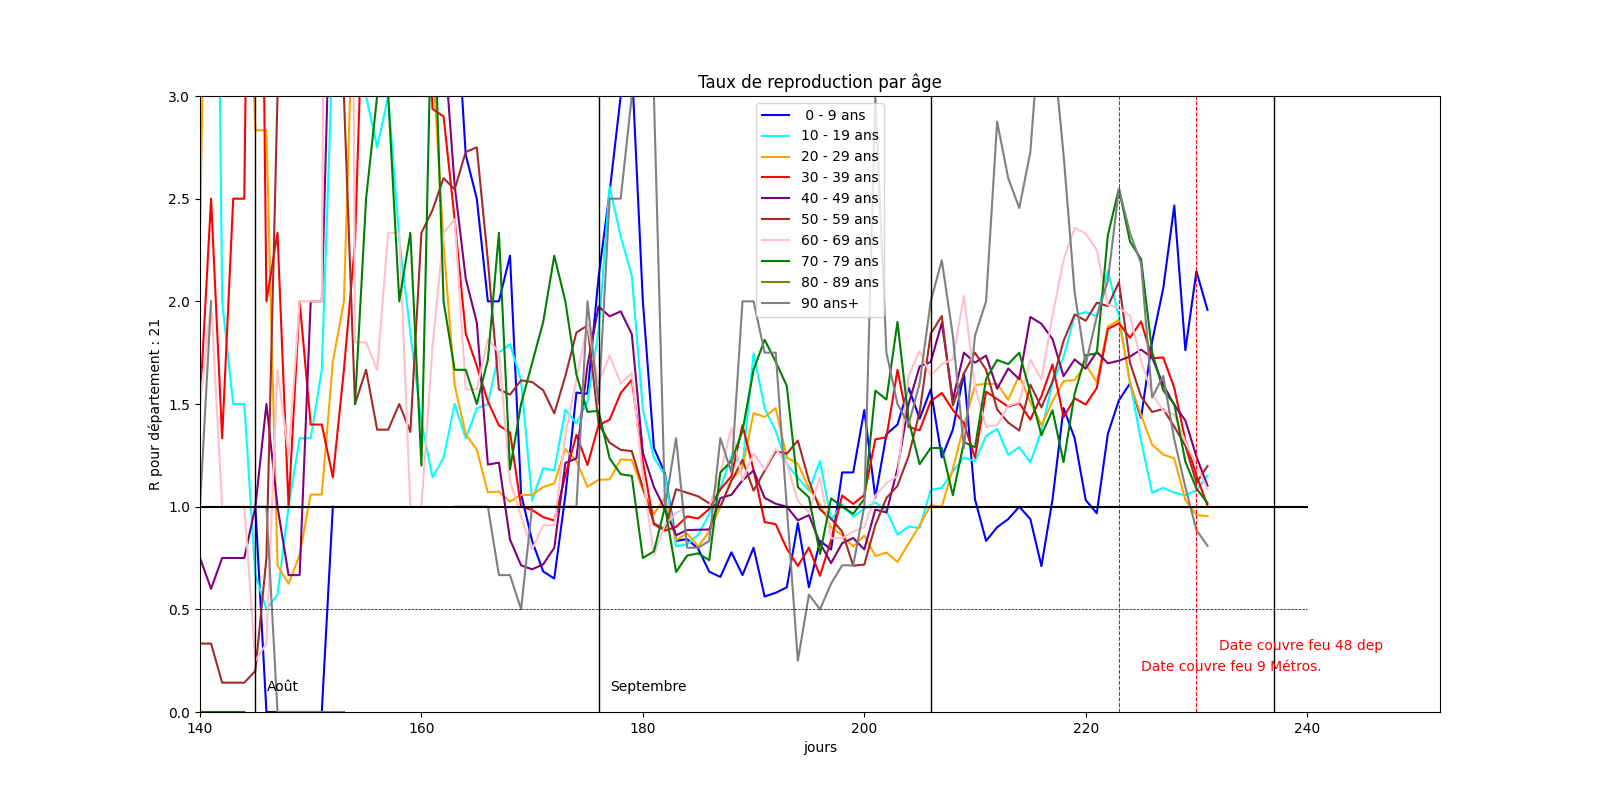 Taux de reproduction par âge
R pour département : 21
3.0
2.5
2.0
1.5
1.0
0.5
0.0
0 - 9 ans
10 - 19 ans
20 - 29 ans
30 - 39 ans
40 - 49 ans
50 - 59 ans
60 - 69 ans
70 - 79 ans
80 - 89 ans
90 ans+
Date couvre feu 48 dep
Date couvre feu 9 Métros.
Août
Septembre
140
160
180
200
220
240
jours